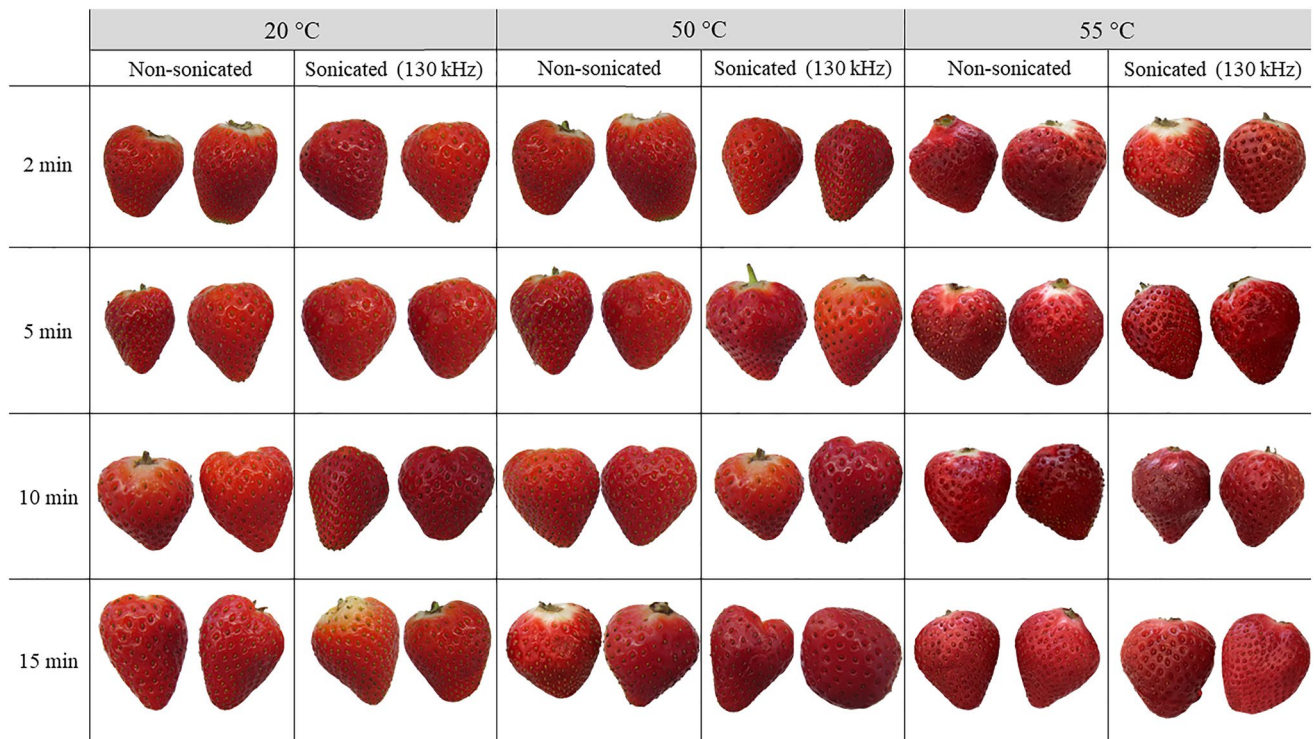 20 °C 50 °C 55 °C
Non-sonicated Sonicated (130 kHz) Non-sonicated Sonicated (130 kHz) Non-sonicated Sonicated (130 kHz)
2 min
5 min
10 min
15 min